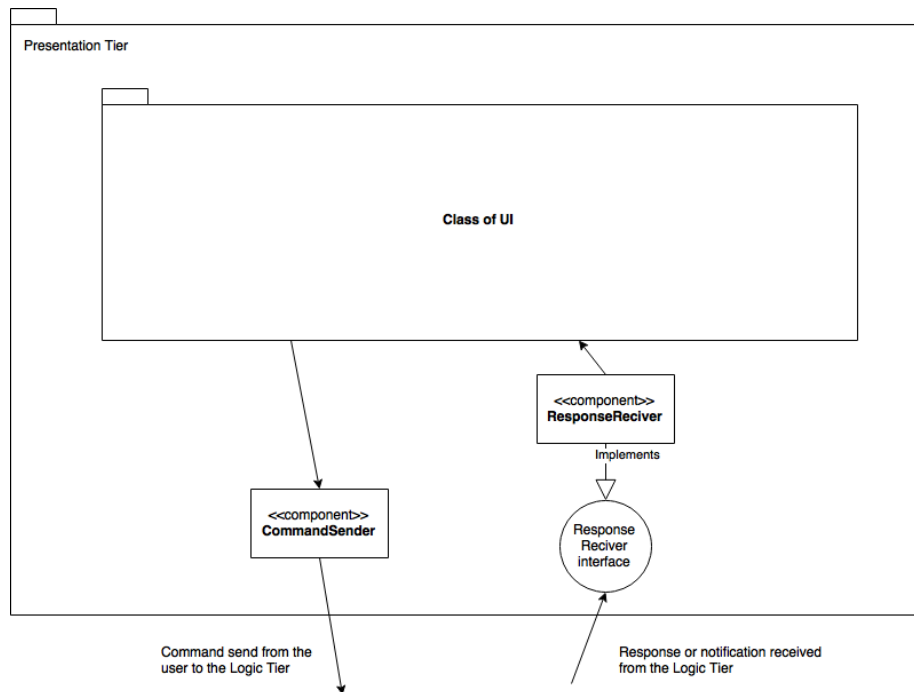 Presentation Tier
Class of UI
<<component>>
ResponseReciver
Implements
<<component>>
CommandSender
Response
Reciver
interface
Command send from the
user to the Logic Tier
Response or notification received
from the Logic Tier